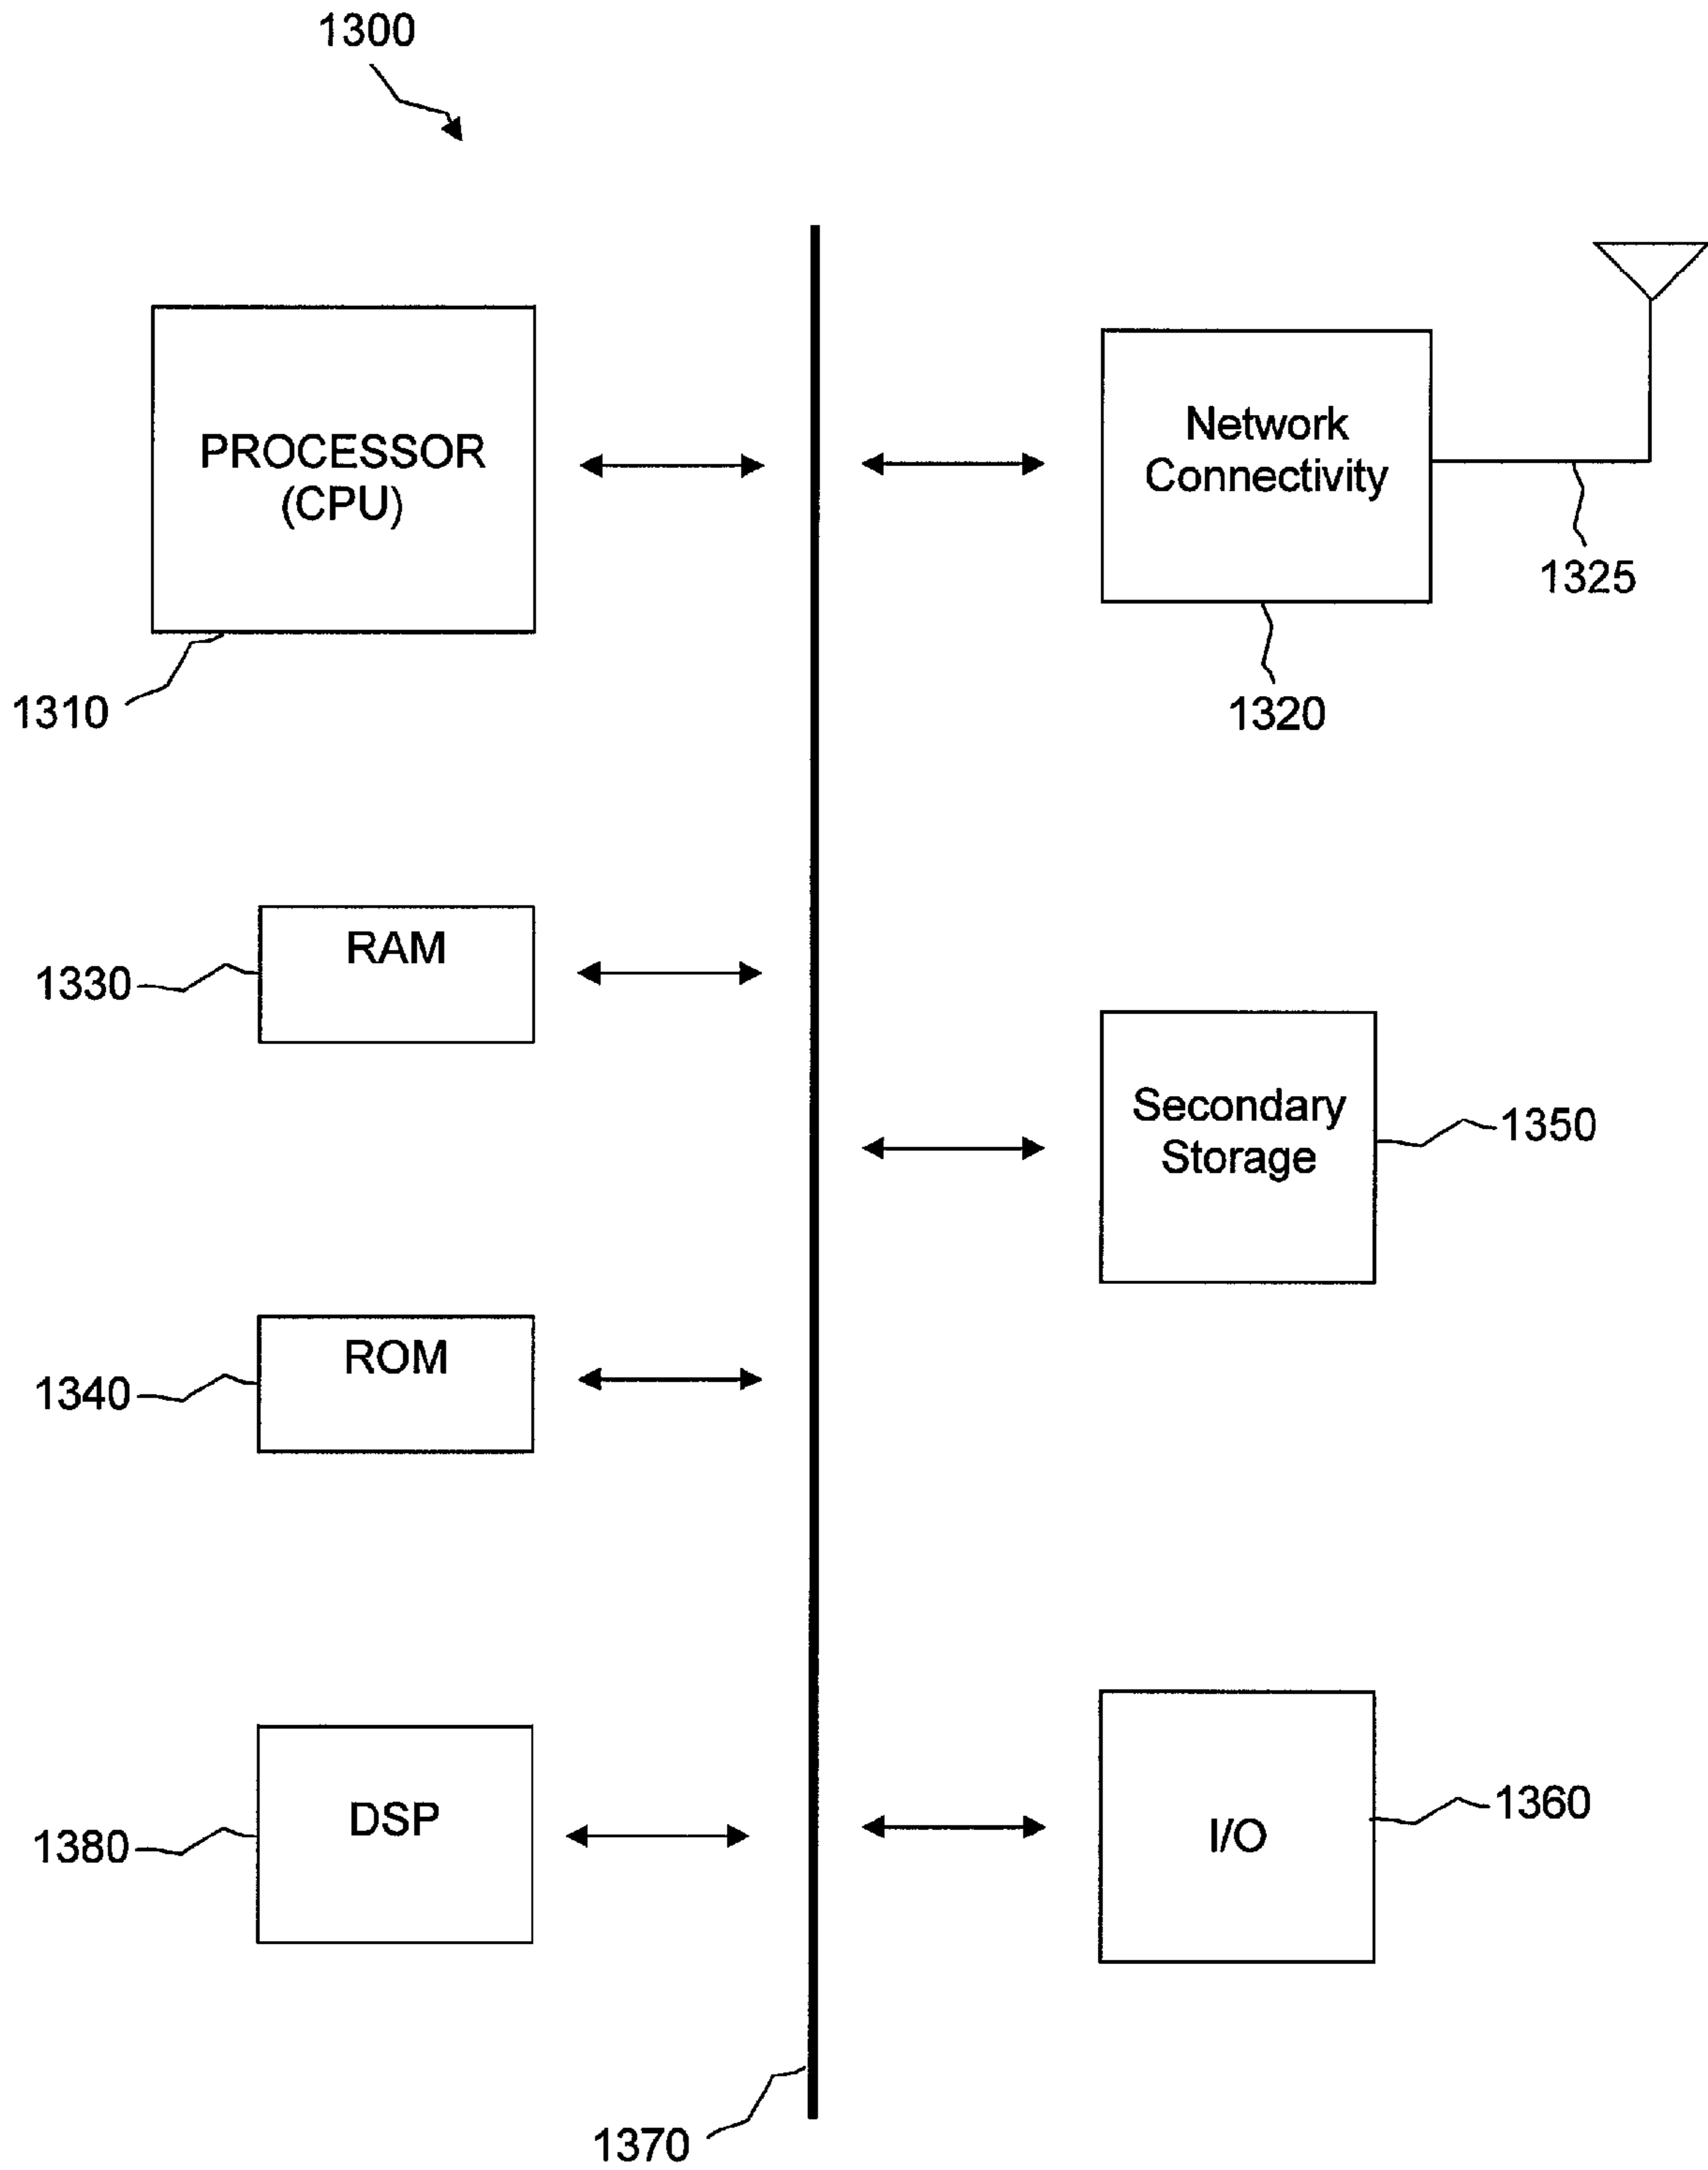 1300
PROCESSOR
(CPU)
1310
Network
Connectivity
1325
1320
RAM
1330
Secondary
Storage
1350
ROM
1340
DSP
1380
I/O
1360
1370